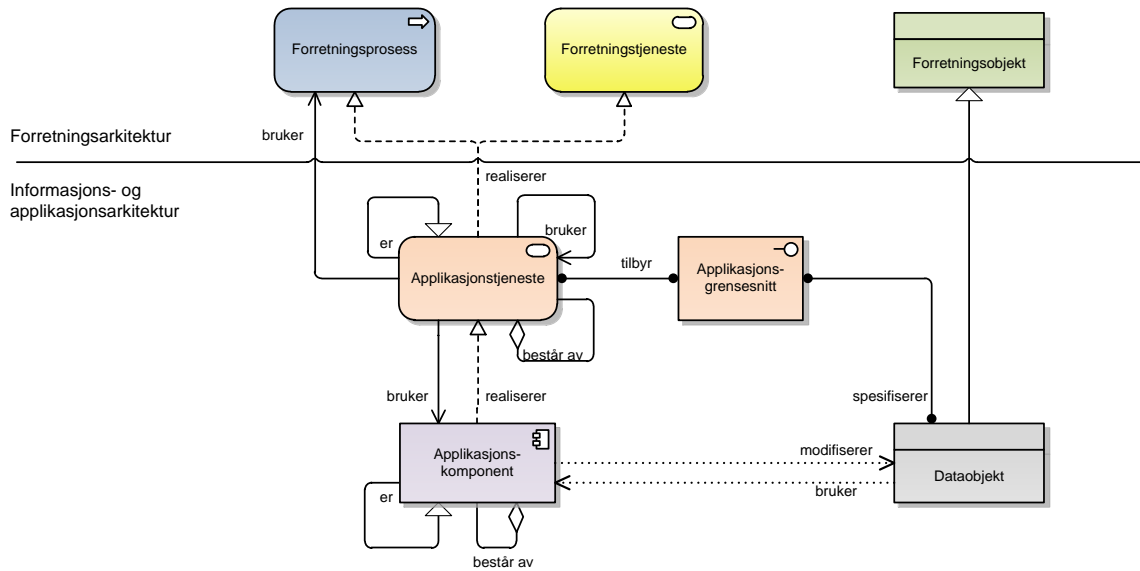 Forretningsprosess
Forretningstjeneste
Forretningsobjekt
bruker
Forretningsarkitektur
realiserer
Informasjons- og
applikasjonsarkitektur
er
bruker
Applikasjonstjeneste
tilbyr
Applikasjons-
grensesnitt
består av
bruker
realiserer
spesifiserer
Applikasjons-
komponent
modifiserer
Dataobjekt
bruker
er
består av